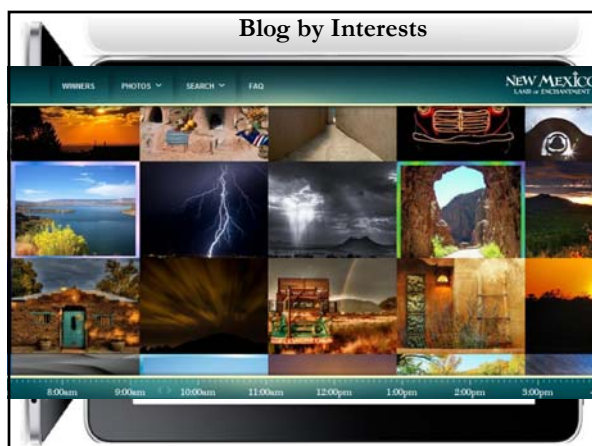 Blog by Interests
WINNERS PHOTOS SEARCH FAQ
NEW MEXICO
LAND OF ENCHANTMENT
8:00am 9:00am 10:00am 11:00am 12:00pm 1:00pm 2:00pm 3:00pm